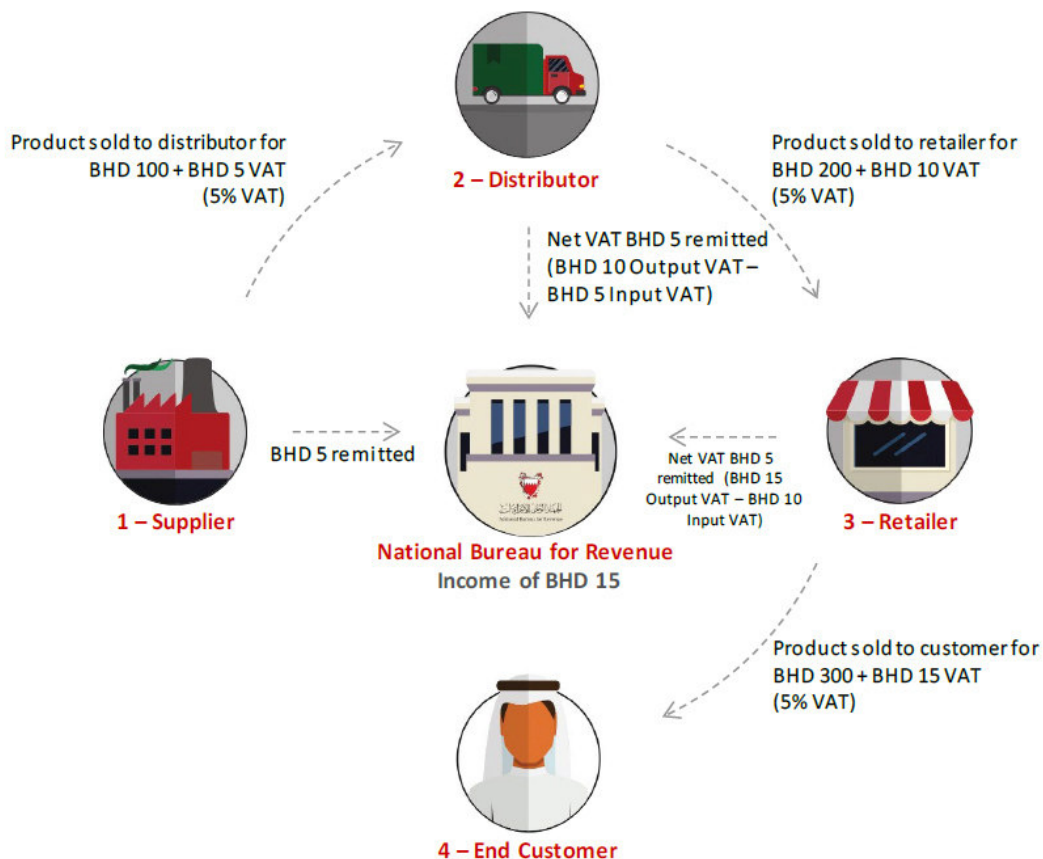 Product sold to distributor for
BHD 100 + BHD 5 VAT
(5% VAT)
2 – Distributor
Product sold to retailer for
BHD 200 + BHD 10 VAT
(5% VAT)
Net VAT BHD 5 remitted
(BHD 10 Output VAT –
BHD 5 Input VAT)
1 – Supplier
BHD 5 remitted
National Bureau for Revenue
National Bureau for Revenue
Income of BHD 15
Net VAT BHD 5
remitted (BHD 15
Output VAT – BHD 10
Input VAT)
3 – Retailer
Product sold to customer for
BHD 300 + BHD 15 VAT
(5% VAT)
4 – End Customer